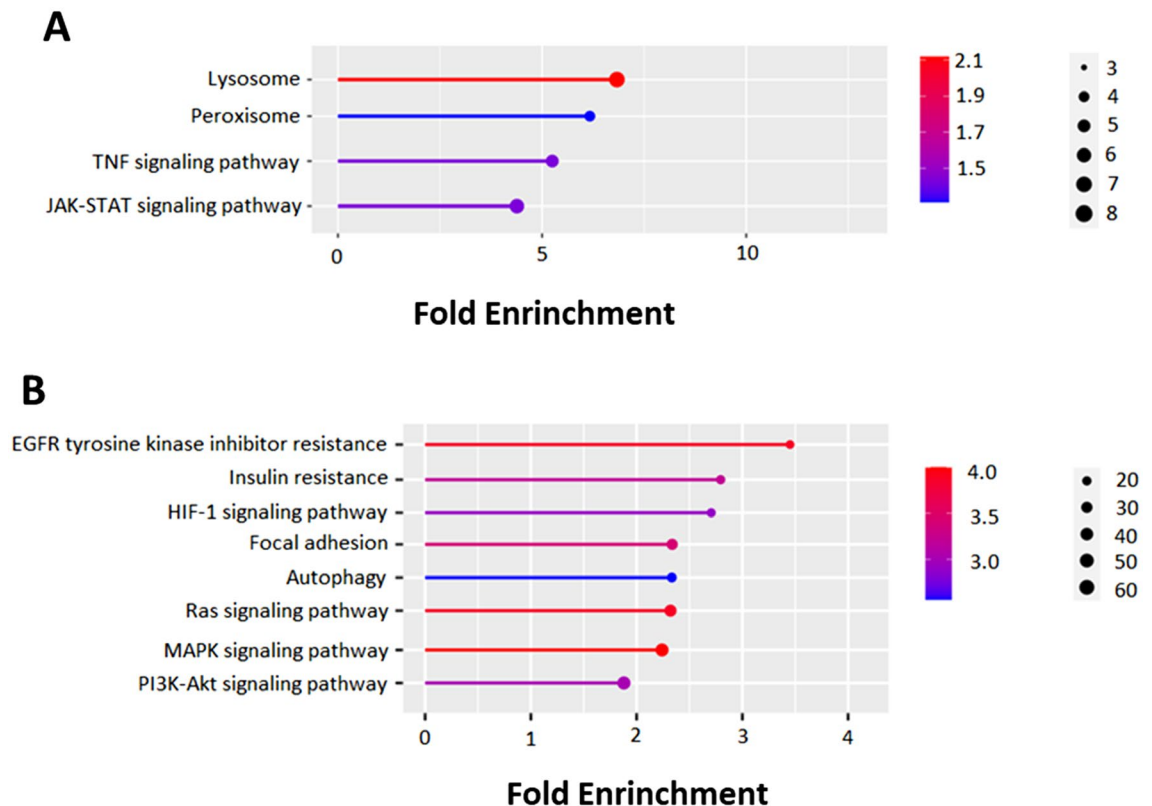 A
Lysosome
Peroxisome
TNF signaling pathway
JAK-STAT signaling pathway
0 5 10
Fold Enrinchment
2.1
1.9
1.7
1.5
3
4
5
6
7
8
B
EGFR tyrosine kinase inhibitor resistance
Insulin resistance
HIF-1 signaling pathway
Focal adhesion
Autophagy
Ras signaling pathway
MAPK signaling pathway
PI3K-Akt signaling pathway
0 1 2 3 4
Fold Enrinchment
4.0
3.5
3.0
20
30
40
50
60